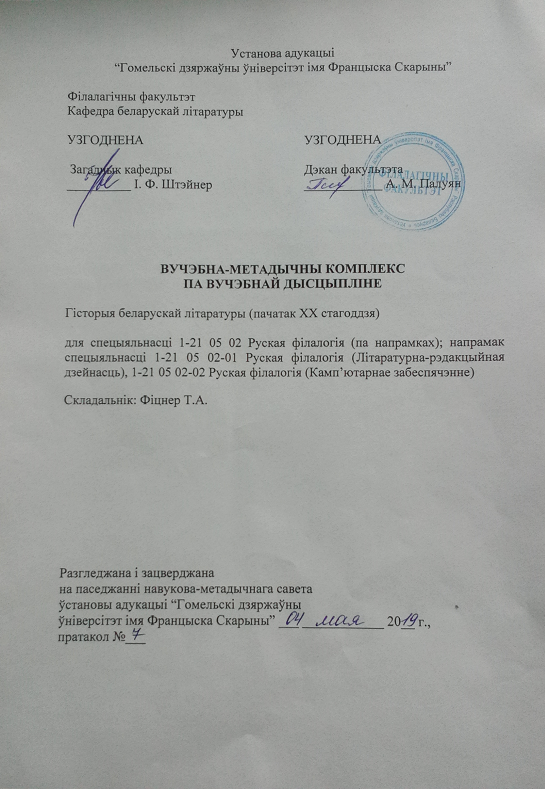 Установа адукацыі
“Гомельскі дзяржаўны ўніверсітэт імя Францыска Скарыны”
Філалагічны факультэт
Кафедра беларускай літаратуры
УЗГОДНЕНА УЗГОДНЕНА
Загадчык кафедры Дэкан факультэта
І. Ф. Штэйнер А. М. Палуян
ФІЛАЛАГІЧНЫ
ФАКУЛЬТЭТ
ВУЧЭБНА-МЕТАДЫЧНЫ КОМПЛЕКС
ПА ВУЧЭБНАЙ ДЫСЦЫПЛІНЕ
Гісторыя беларускай літаратуры (пачатак ХХ стагоддзя)
для спецыяльнасці 1-21 05 02 Руская філалогія (па напрамках); напрамак
спецыяльнасці 1-21 05 02-01 Руская філалогія (Літаратурна-рэдакцыйная
дзейнасць), 1-21 05 02-02 Руская філалогія (Камп’ютарнае забеспячэнне)
Складальнік: Фіцнер Т.А.
Разгледжана і зацверджана
на паседжанні навукова-метадычнага савета
ўстановы адукацыі “Гомельскі дзяржаўны
ўніверсітэт імя Францыска Скарыны” 04 мая 2019 г.,
пратакол № 7